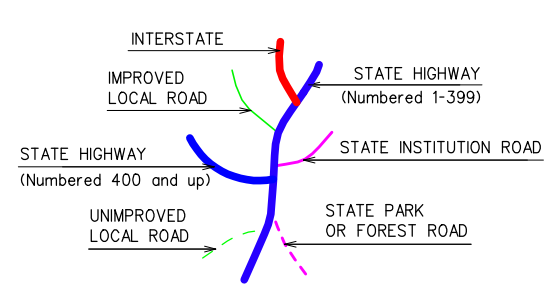 INTERSTATE
IMPROVED
LOCAL ROAD
STATE HIGHWAY
(Numbered 1-399)
STATE HIGHWAY
(Numbered 400 and up)
STATE INSTITUTION ROAD
UNIMPROVED
LOCAL ROAD
STATE PARK
OR FOREST ROAD